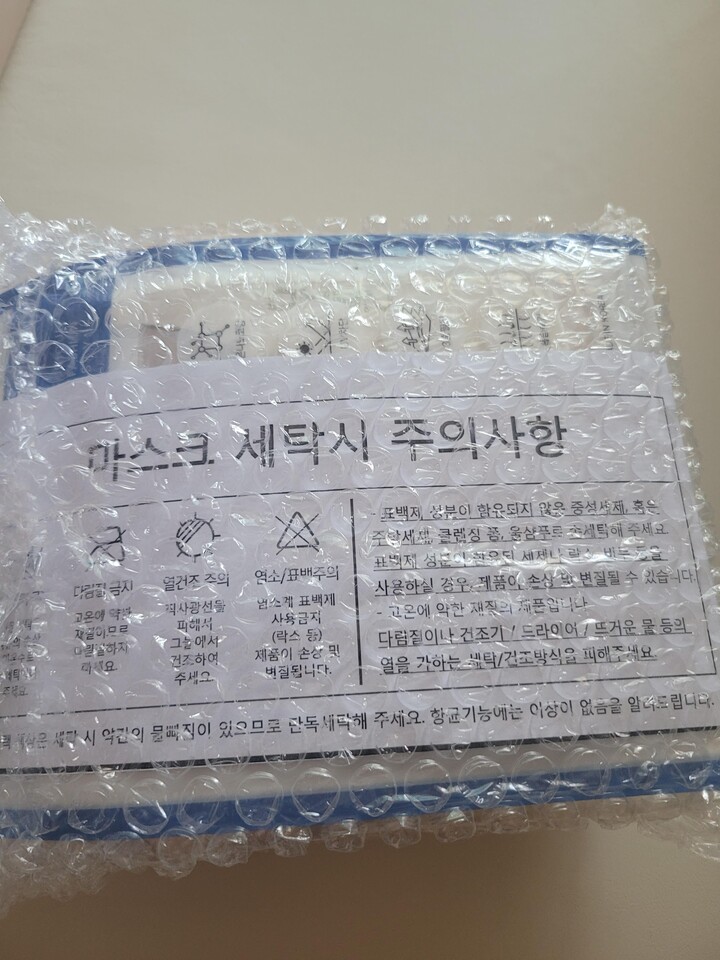 마스크 세탁시 주의사항
다림질 금지
고온에 약한
재질이므로
다림질하지
마세요
열건조 주의
직사광선을
피해서
그늘에서
건조하여
주세요
염소/표백주의
염소계 표백제
사용금지
(락스 등)
제품이 손상 및
변질됩니다.
- 표백제 성분이 함유되지 않은 중성세제, 혹은
주방세제, 클렌징 폼, 울샴푸로 손세탁해 주세요
표백제 성분이 함유된 세제나 락스, 비누 등을
사용하실 경우, 제품이 손상 및 변질될 수 있습니다.
- 고온에 약한 재질의 제품입니다
다림질이나 건조기 / 드라이어 / 뜨거운 물 등의
열을 가하는 세탁/건조방식을 피해주세요
세탁 시 약간의 물빠짐이 있으므로 단독세탁해 주세요. 항균기능에는 이상이 없음을 알려드립니다.